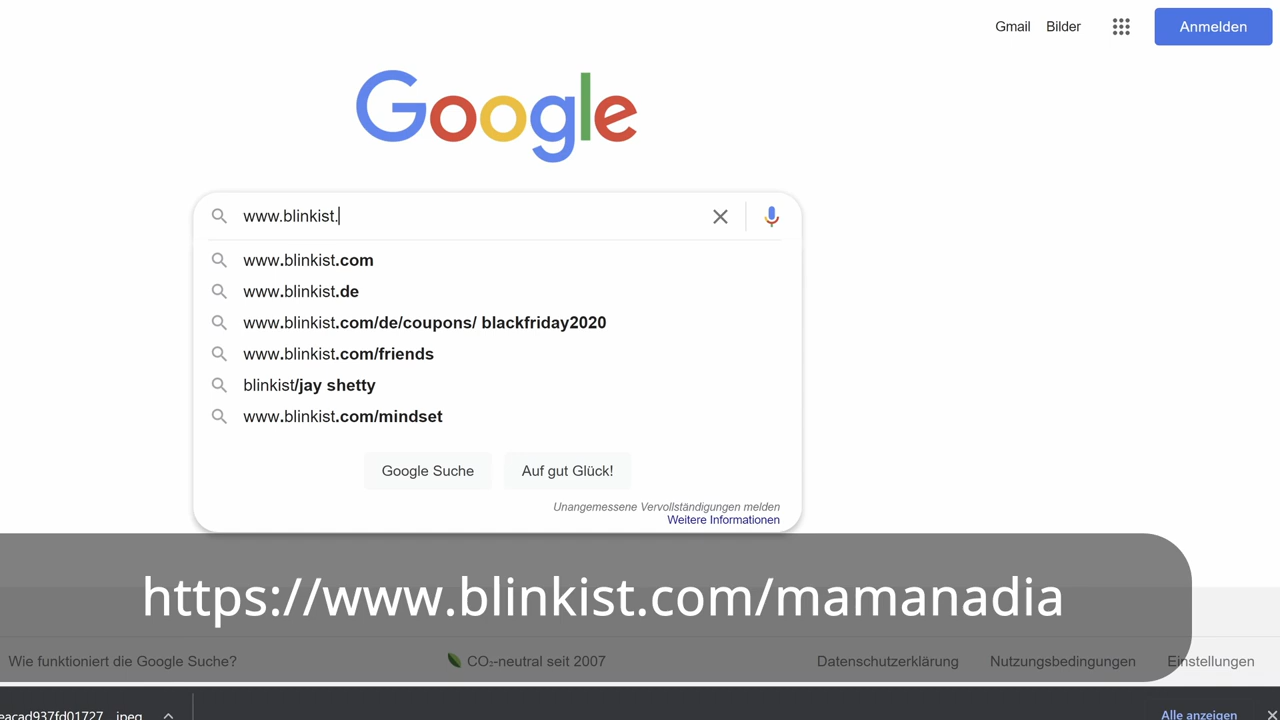 Gmail Bilder Anmelden
Google
www.blinkist.
www.blinkist.com
www.blinkist.de
www.blinkist.com/de/coupons/ blackfriday2020
www.blinkist.com/friends
blinkist/jay shetty
www.blinkist.com/mindset
Google Suche Auf gut Glück!
Unangemessene Vervollständigungen melden
Weitere Informationen
https://www.blinkist.com/mamanadia
Wie funktioniert die Google Suche? CO₂-neutral seit 2007 Datenschutzerklärung Nutzungsbedingungen Einstellungen
eacad937fd01727....jpeg Alle anzeigen